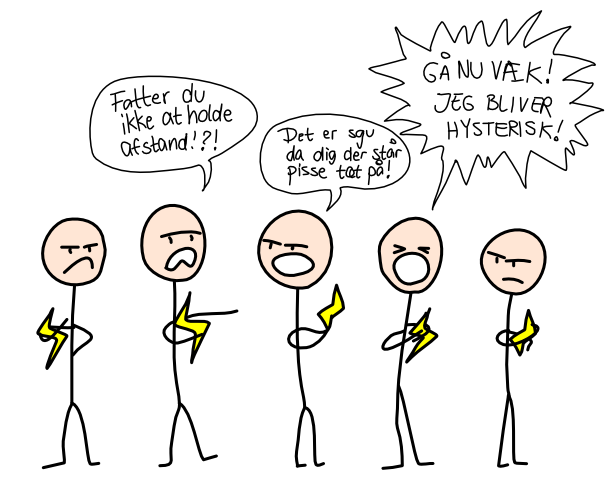 Fatter du
ikke at holde
afstand!?!
Det er sgu
da dig der står
pisse tæt på!
GÅ NU VÆK!
JEG BLIVER
HYSTERISK!